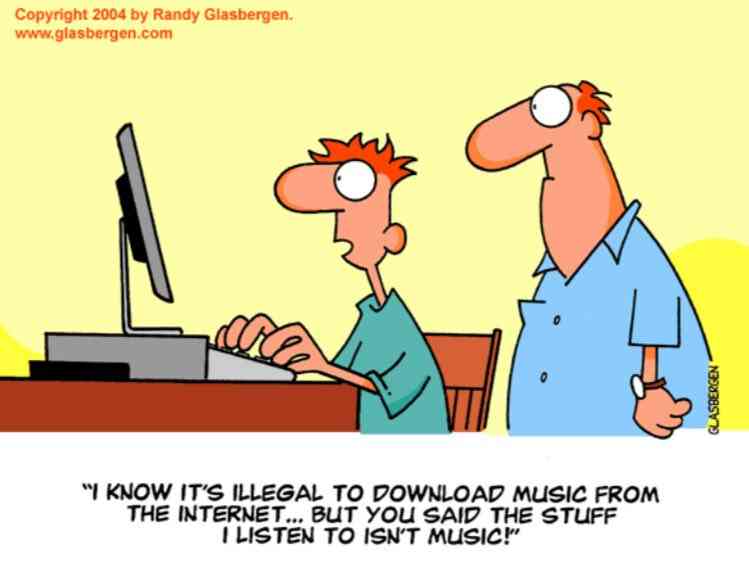 Copyright 2004 by Randy Glasbergen.
www.glasbergen.com
GLASBERGEN
"I KNOW IT'S ILLEGAL TO DOWNLOAD MUSIC FROM
THE INTERNET... BUT YOU SAID THE STUFF
I LISTEN TO ISN'T MUSIC!"